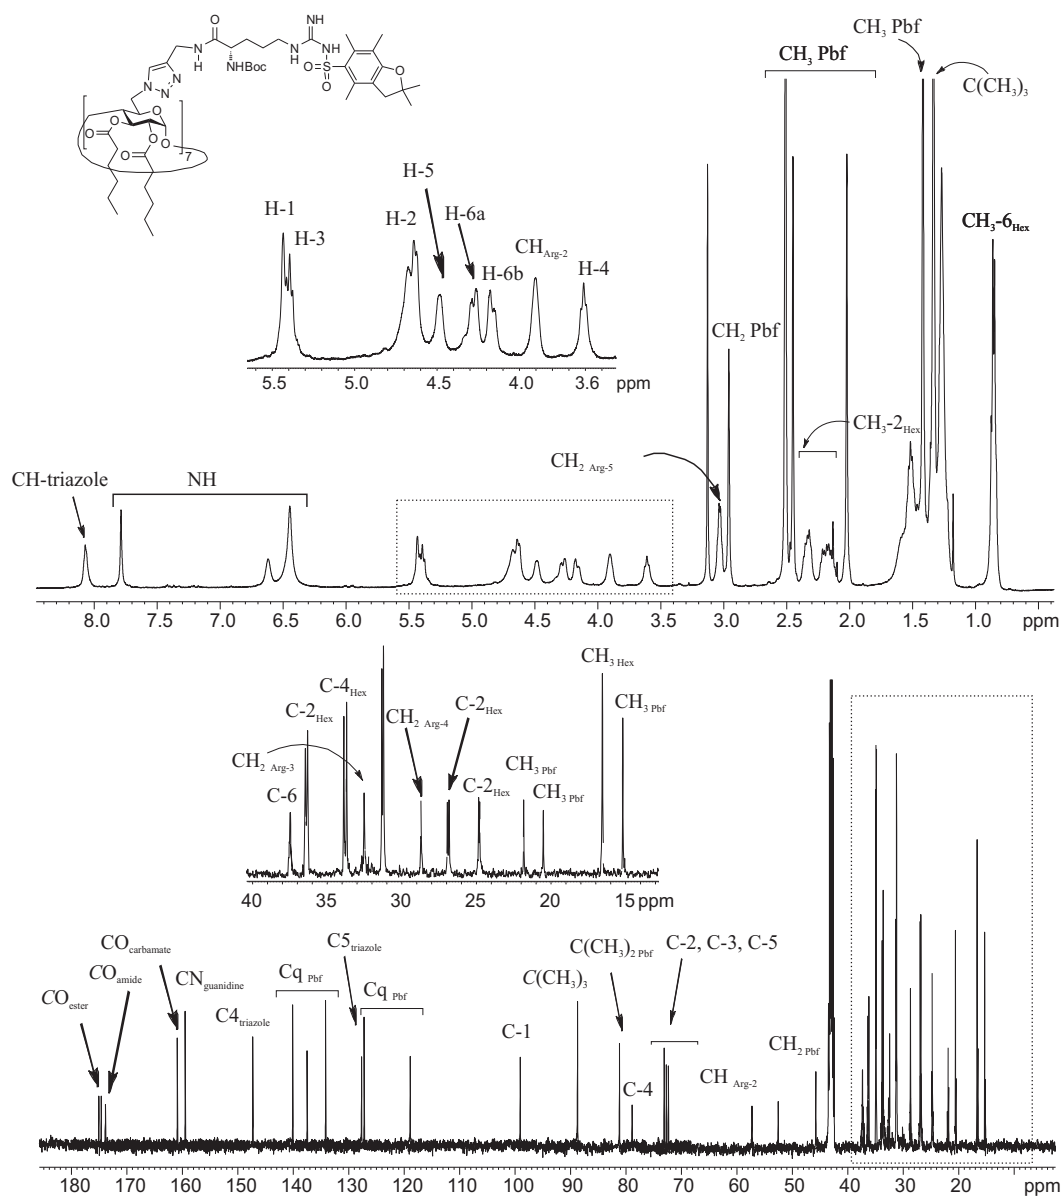 O
NH
N
H
N
H
NH
NHBoc
O
S
O
O
N
N
N
O
O
O
O
O
O
7
CH₃ Pbf
CH₃ Pbf
C(CH₃)₃
H-5
H-1
H-3
H-2
H-6a
H-6b
CH Arg-2
H-4
CH₃-6Hex
5.5 5.0 4.5 4.0 3.6 ppm
CH₂ Pbf
CH₃-2Hex
CH₂ Arg-5
CH-triazole
NH
8.0 7.5 7.0 6.5 6.0 5.5 5.0 4.5 4.0 3.5 3.0 2.5 2.0 1.5 1.0 ppm
CH₃ Hex
C-4Hex
C-2Hex
CH₂ Arg-4
C-2Hex
CH₃ Pbf
CH₂ Arg-3
CH₃ Pbf
C-6
C-2Hex
CH₃ Pbf
40 35 30 25 20 15 ppm
COcarbamate
C5triazole
C(CH₃)₂ Pbf
C-2, C-3, C-5
COester
COamide
CNguanidine
Cq Pbf
Cq Pbf
C(CH₃)₃
C4triazole
C-1
CH₂ Pbf
C-4
CH Arg-2
180 170 160 150 140 130 120 110 100 90 80 70 60 50 40 30 20 ppm